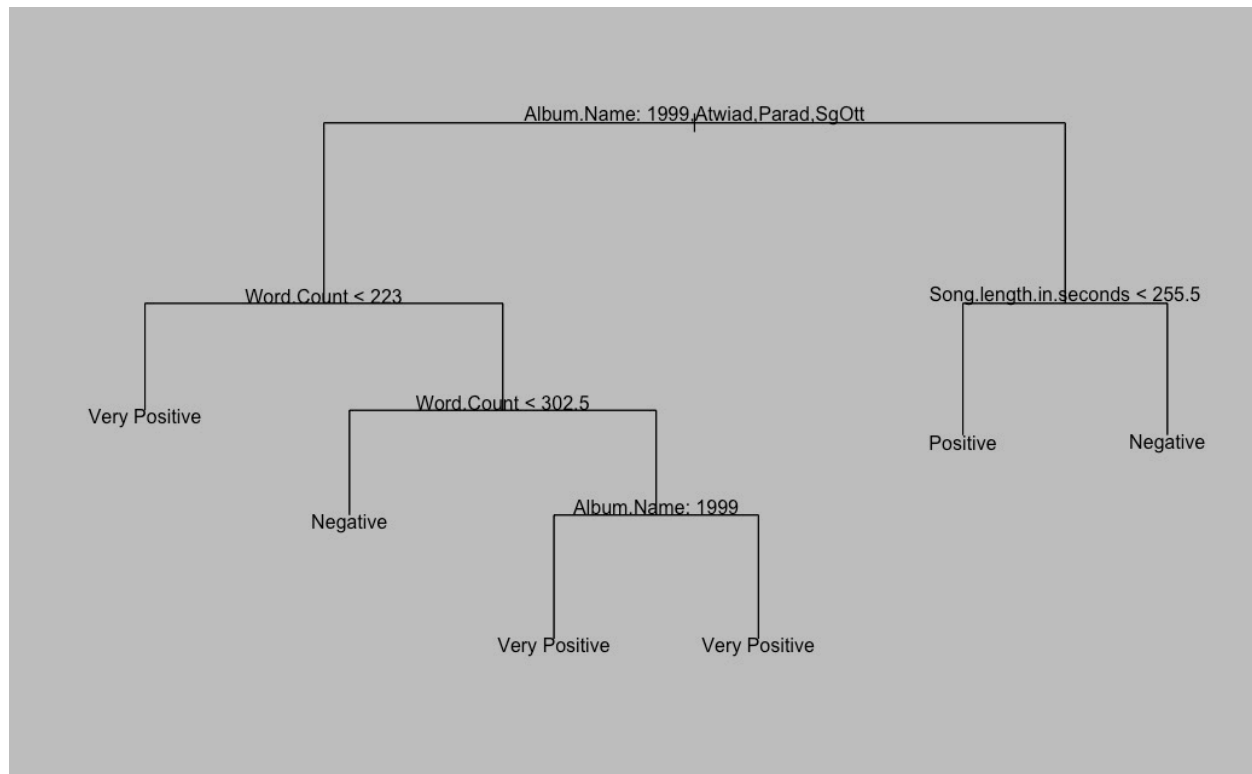 Album.Name: 1999,Atwiad,Parad,SgOtt
Word.Count < 223
Song.length.in.seconds < 255.5
Very Positive
Word.Count < 302.5
Positive
Negative
Negative
Album.Name: 1999
Very Positive
Very Positive